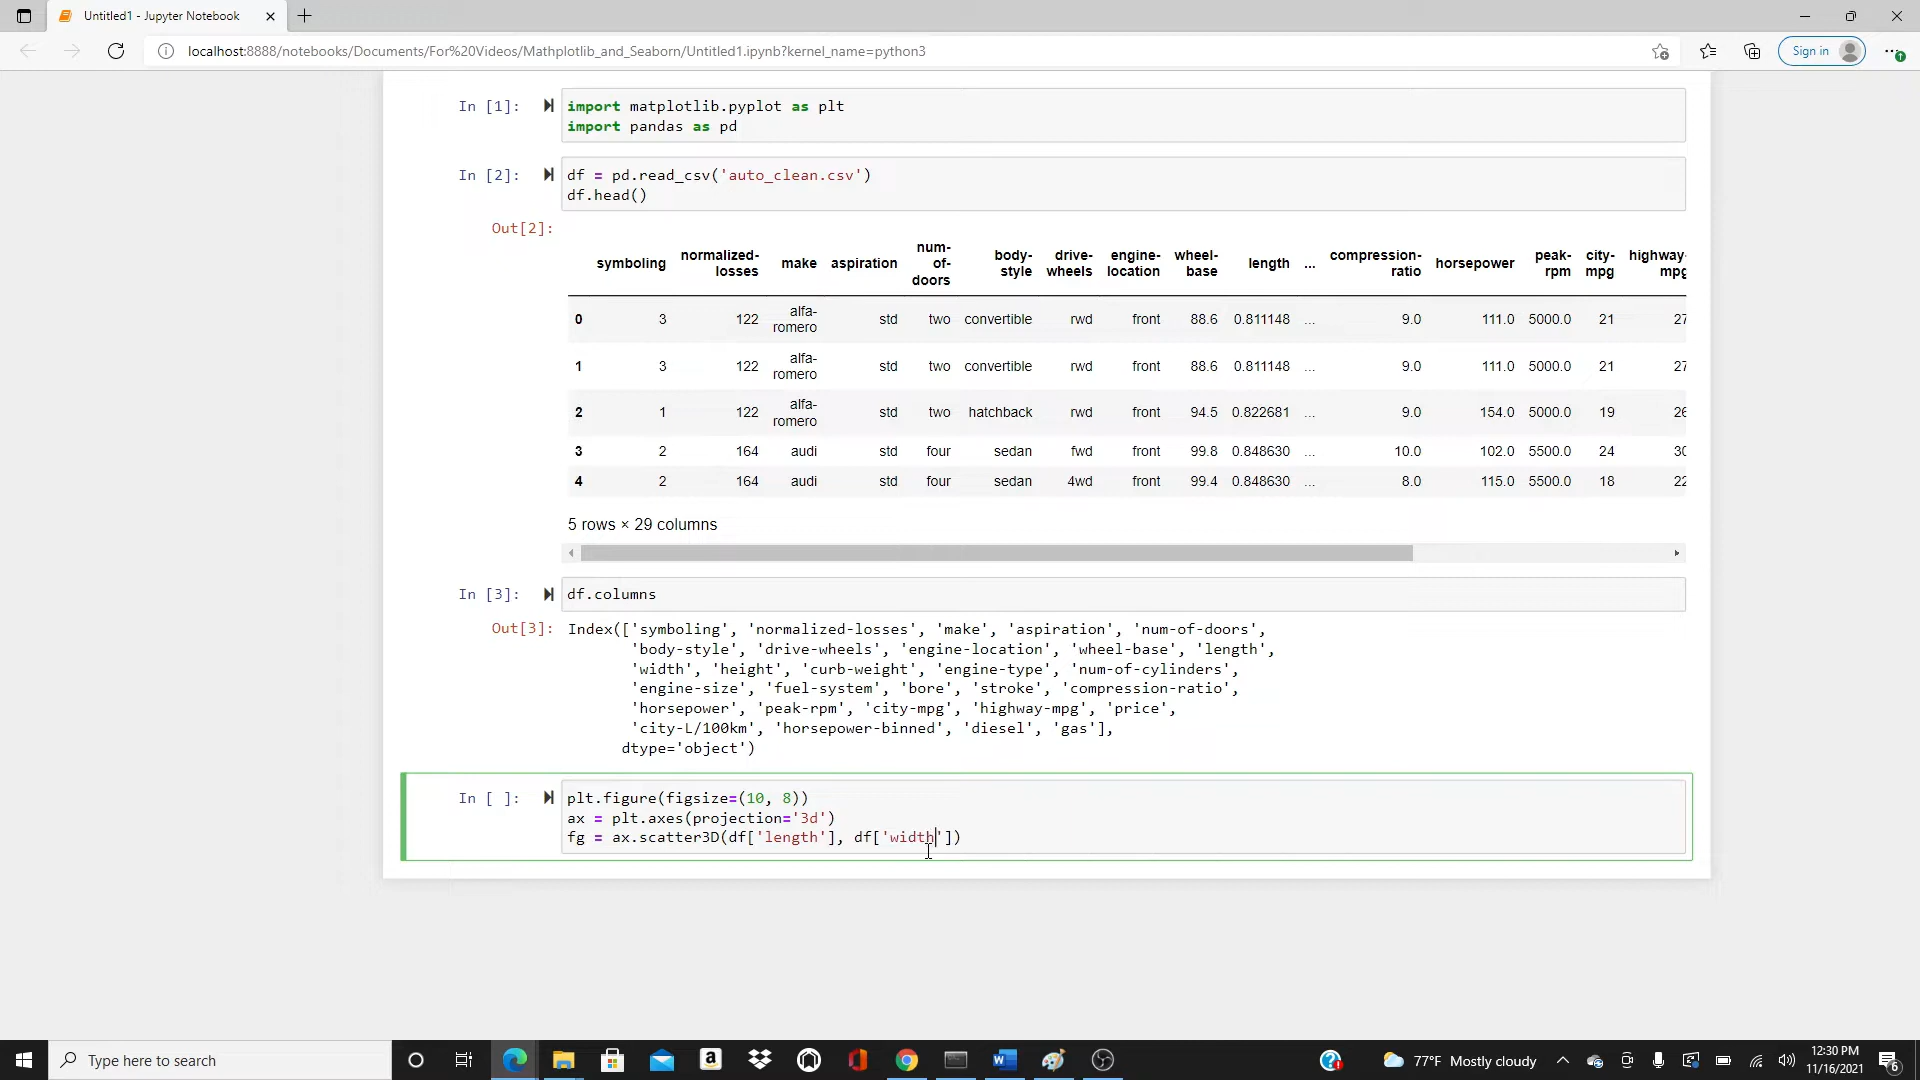 Untitled1 - Jupyter Notebook
localhost:8888/notebooks/Documents/For%20Videos/Mathplotlib_and_Seaborn/Untitled1.ipynb?kernel_name=python3
Sign in
In [1]:
import matplotlib.pyplot as plt
import pandas as pd
In [2]:
df = pd.read_csv('auto_clean.csv')
df.head()
Out[2]:
symboling normalized-losses make aspiration num-of-doors body-style drive-wheels engine-location wheel-base length ... compression-ratio horsepower peak-rpm city-mpg highway-mpg
0 3 122 alfa-romero std two convertible rwd front 88.6 0.811148 ... 9.0 111.0 5000.0 21 27
1 3 122 alfa-romero std two convertible rwd front 88.6 0.811148 ... 9.0 111.0 5000.0 21 27
2 1 122 alfa-romero std two hatchback rwd front 94.5 0.822681 ... 9.0 154.0 5000.0 19 26
3 2 164 audi std four sedan fwd front 99.8 0.848630 ... 10.0 102.0 5500.0 24 30
4 2 164 audi std four sedan 4wd front 99.4 0.848630 ... 8.0 115.0 5500.0 18 22
5 rows × 29 columns
In [3]:
df.columns
Out[3]:
Index(['symboling', 'normalized-losses', 'make', 'aspiration', 'num-of-doors',
'body-style', 'drive-wheels', 'engine-location', 'wheel-base', 'length',
'width', 'height', 'curb-weight', 'engine-type', 'num-of-cylinders',
'engine-size', 'fuel-system', 'bore', 'stroke', 'compression-ratio',
'horsepower', 'peak-rpm', 'city-mpg', 'highway-mpg', 'price',
'city-L/100km', 'horsepower-binned', 'diesel', 'gas'],
dtype='object')
In [ ]:
plt.figure(figsize=(10, 8))
ax = plt.axes(projection='3d')
fg = ax.scatter3D(df['length'], df['width'])
Type here to search
77°F Mostly cloudy
12:30 PM
11/16/2021
6